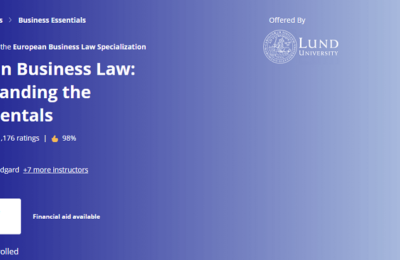 s > Business Essentials
Offered By
the European Business Law Specialization
LUND
UNIVERSITY
n Business Law:
anding the
entals
,176 ratings | 👍 98%
dgard +7 more instructors
Financial aid available
olled